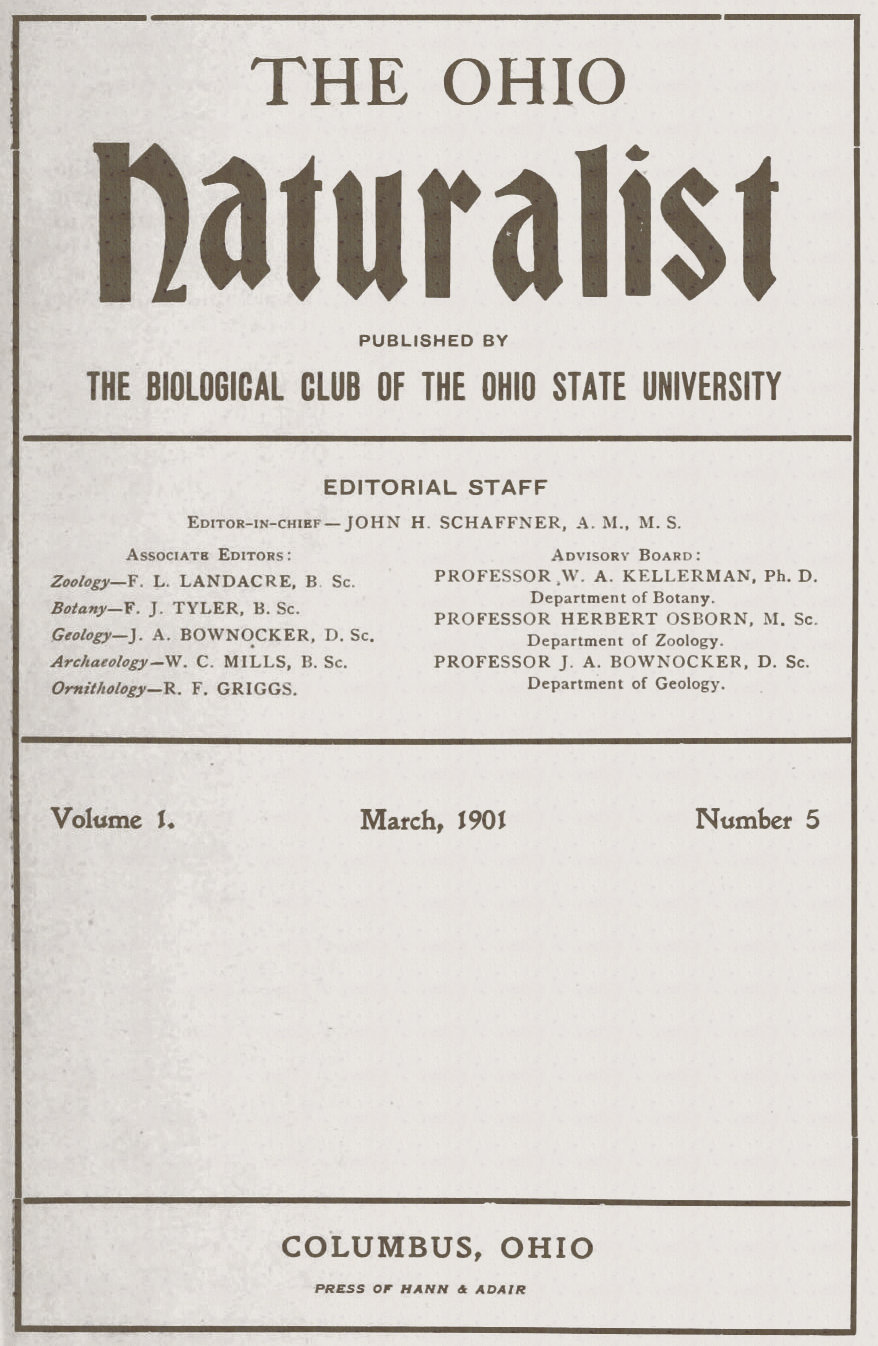 THE OHIO
Naturalist
PUBLISHED BY
THE BIOLOGICAL CLUB OF THE OHIO STATE UNIVERSITY
EDITORIAL STAFF
EDITOR-IN-CHIEF—JOHN H. SCHAFFNER, A. M., M. S.
ASSOCIATE EDITORS:
Zoology—F. L. LANDACRE, B. Sc.
Botany—F. J. TYLER, B. Sc.
Geology—J. A. BOWNOCKER, D. Sc.
Archaeology—W. C. MILLS, B. Sc.
Ornithology—R. F. GRIGGS.
ADVISORY BOARD:
PROFESSOR W. A. KELLERMAN, Ph. D.
Department of Botany.
PROFESSOR HERBERT OSBORN, M. Sc.
Department of Zoology.
PROFESSOR J. A. BOWNOCKER, D. Sc.
Department of Geology.
Volume 1. March, 1901 Number 5
COLUMBUS, OHIO
PRESS OF HANN & ADAIR